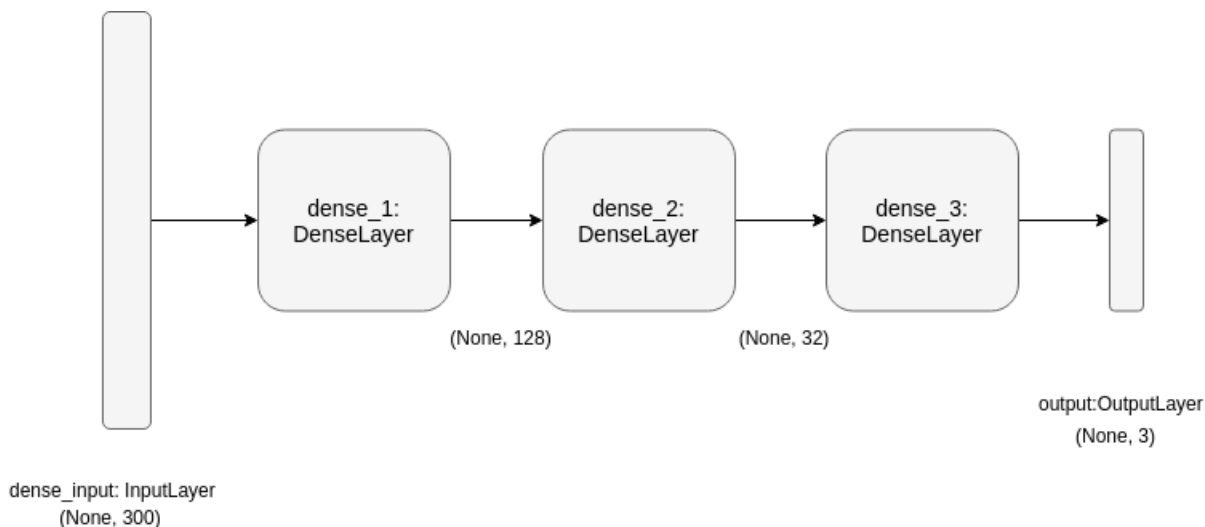 dense_1:
DenseLayer
dense_2:
DenseLayer
dense_3:
DenseLayer
(None, 128)
(None, 32)
output:OutputLayer
(None, 3)
dense_input: InputLayer
(None, 300)